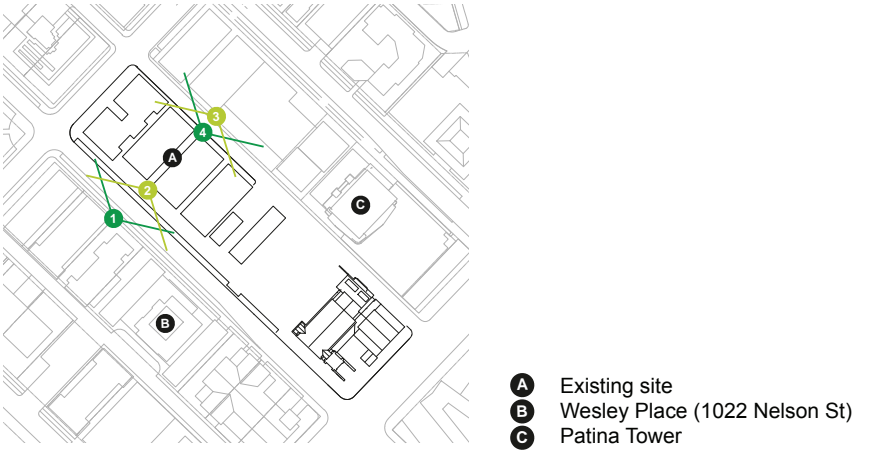 3
4
A
2
1
C
B
A Existing site
B Wesley Place (1022 Nelson St)
C Patina Tower